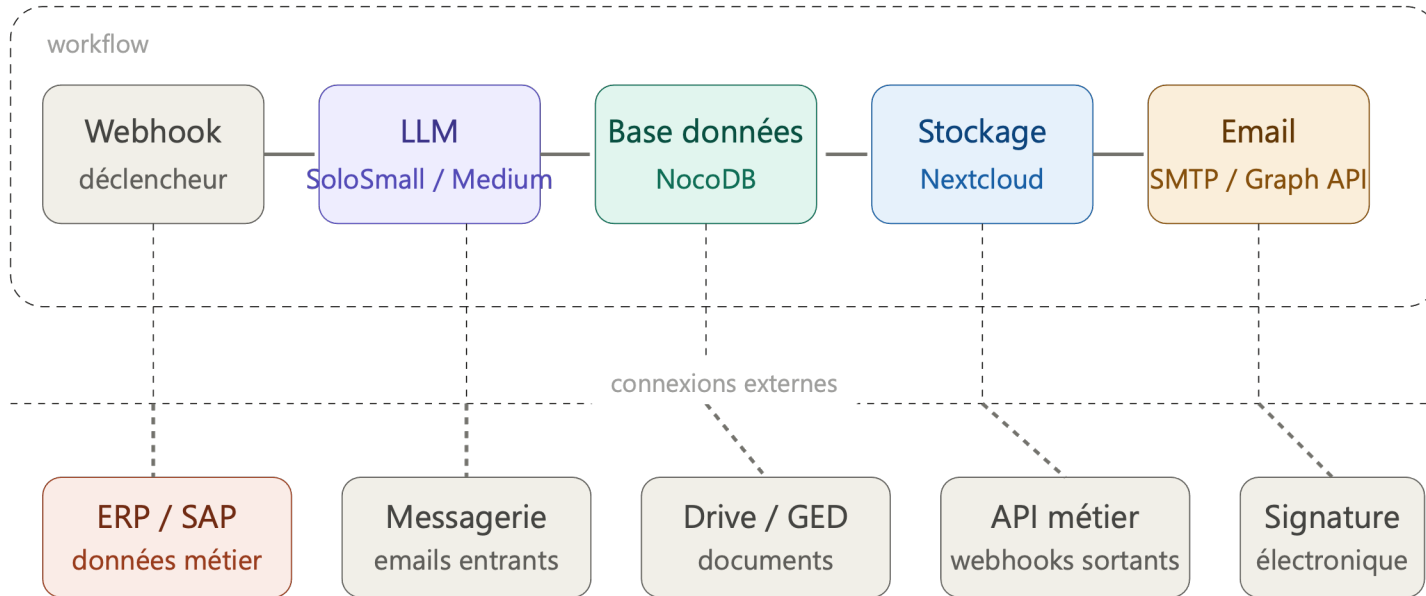 workflow
Webhook
déclencheur
LLM
SoloSmall / Medium
Base données
NocoDB
Stockage
Nextcloud
Email
SMTP / Graph API
connexions externes
ERP / SAP
données métier
Messagerie
emails entrants
Drive / GED
documents
API métier
webhooks sortants
Signature
électronique